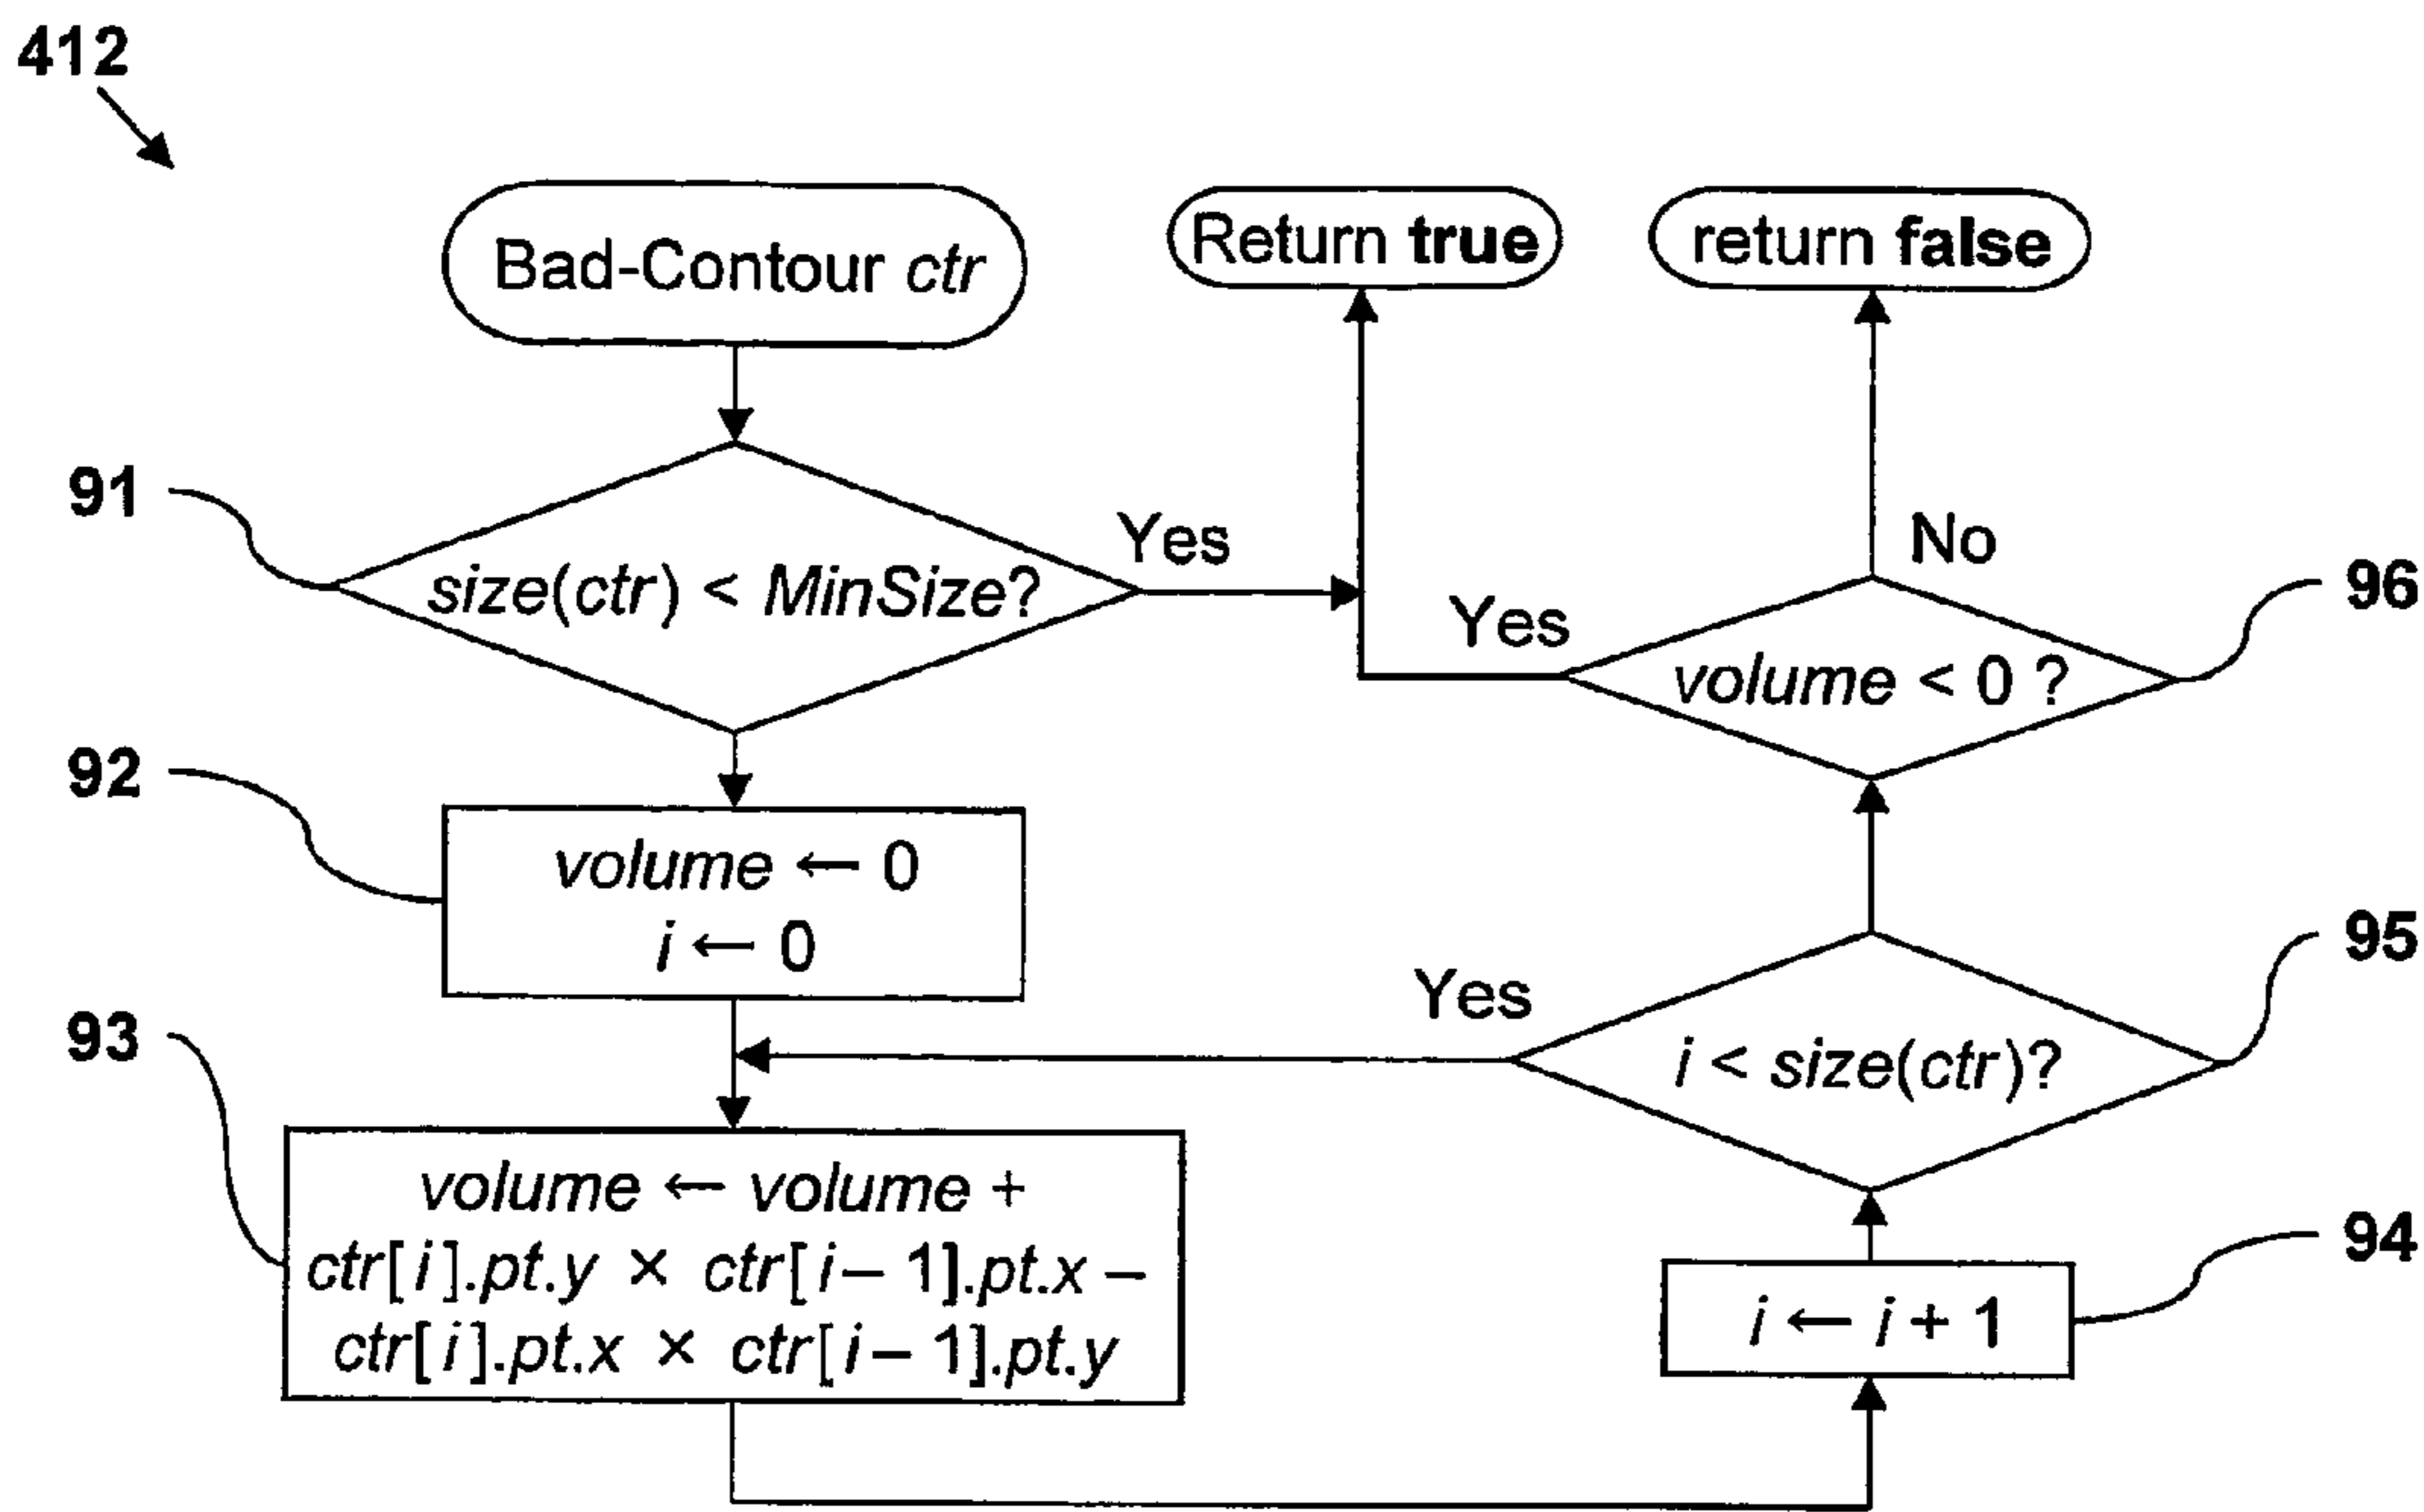 412
Bad-Contour ctr
Return true
return false
91
size(ctr) < MinSize?
Yes
92
volume ← 0
i ← 0
93
volume ← volume +
ctr[i].pt.y × ctr[i – 1].pt.x –
ctr[i].pt.x × ctr[i – 1].pt.y
94
i ← i + 1
95
i < size(ctr)?
Yes
96
volume < 0 ?
Yes
No